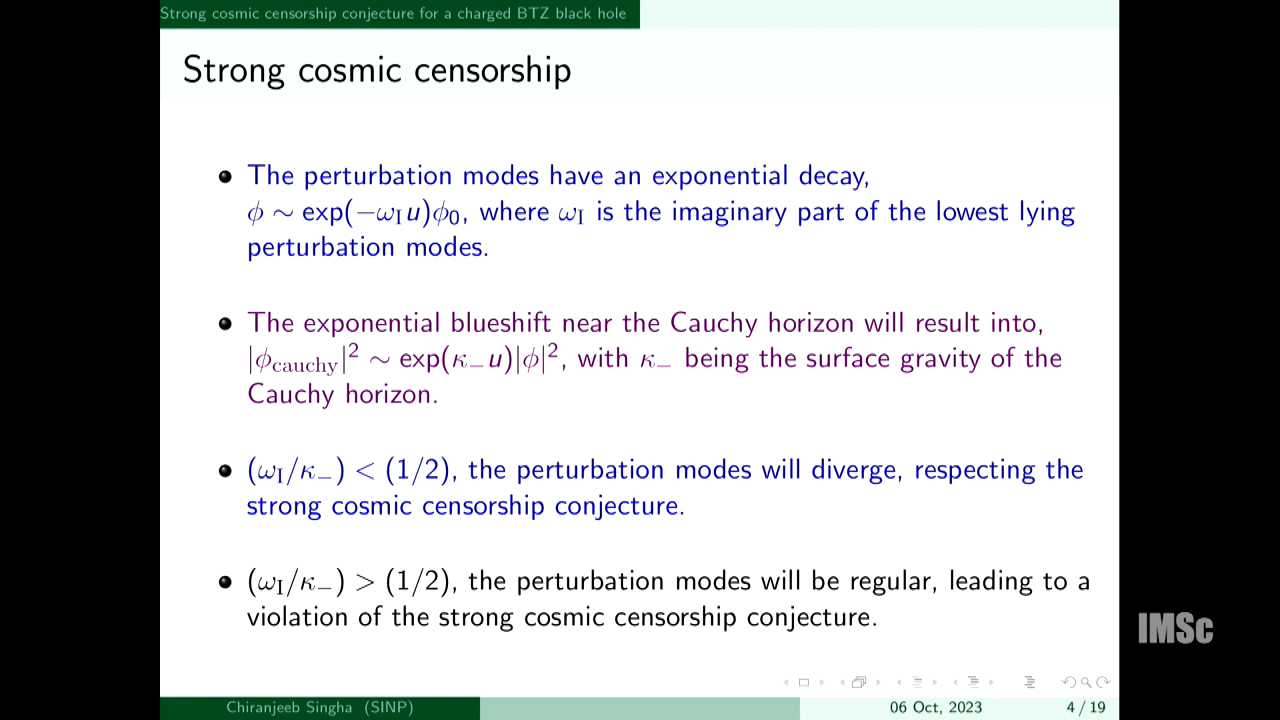 Strong cosmic censorship conjecture for a charged BTZ black hole
Strong cosmic censorship
• The perturbation modes have an exponential decay,
ϕ ∼ exp(−ω_I u)ϕ_0, where ω_I is the imaginary part of the lowest lying
perturbation modes.
• The exponential blueshift near the Cauchy horizon will result into,
|ϕ_cauchy|² ∼ exp(κ_− u)|ϕ|², with κ_− being the surface gravity of the
Cauchy horizon.
• (ω_I/κ_−) < (1/2), the perturbation modes will diverge, respecting the
strong cosmic censorship conjecture.
• (ω_I/κ_−) > (1/2), the perturbation modes will be regular, leading to a
violation of the strong cosmic censorship conjecture.
IMSc
Chiranjeeb Singha (SINP) 06 Oct, 2023 4 / 19